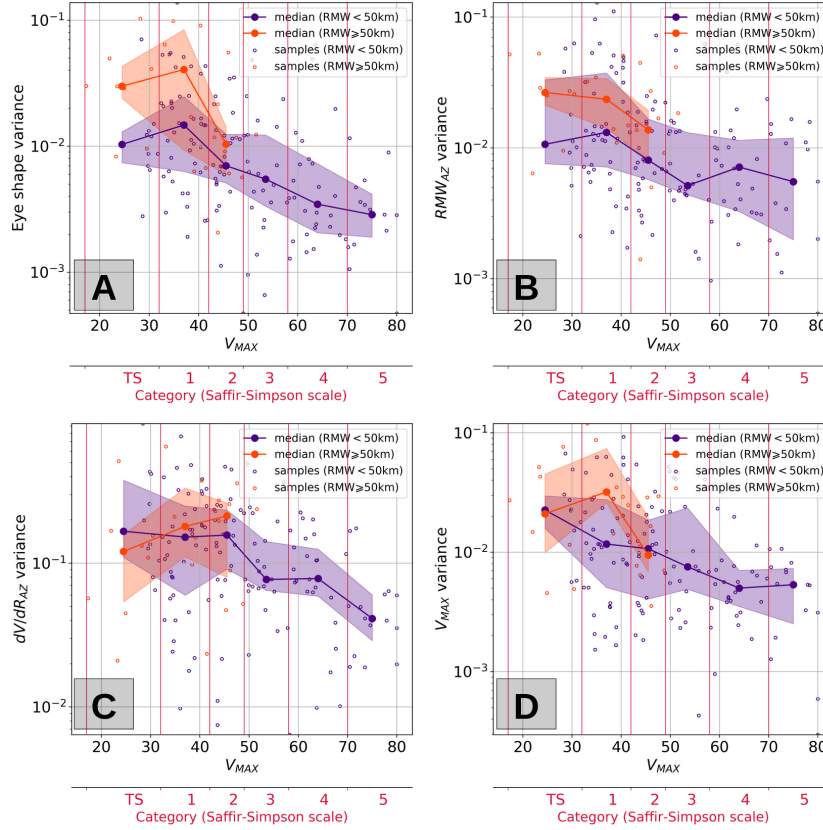 median (RMW < 50km)
median (RMW⩾50km)
samples (RMW < 50km)
samples (RMW⩾50km)
Eye shape variance
10⁻¹
10⁻²
10⁻³
A
20 30 40 50 60 70 80
V_MAX
TS 1 2 3 4 5
Category (Saffir-Simpson scale)
median (RMW < 50km)
median (RMW⩾50km)
samples (RMW < 50km)
samples (RMW⩾50km)
RMW_AZ variance
10⁻¹
10⁻²
10⁻³
B
20 30 40 50 60 70 80
V_MAX
TS 1 2 3 4 5
Category (Saffir-Simpson scale)
median (RMW < 50km)
median (RMW⩾50km)
samples (RMW < 50km)
samples (RMW⩾50km)
dV/dR_AZ variance
10⁻¹
10⁻²
C
20 30 40 50 60 70 80
V_MAX
TS 1 2 3 4 5
Category (Saffir-Simpson scale)
median (RMW < 50km)
median (RMW⩾50km)
samples (RMW < 50km)
samples (RMW⩾50km)
V_MAX variance
10⁻¹
10⁻²
10⁻³
D
20 30 40 50 60 70 80
V_MAX
TS 1 2 3 4 5
Category (Saffir-Simpson scale)